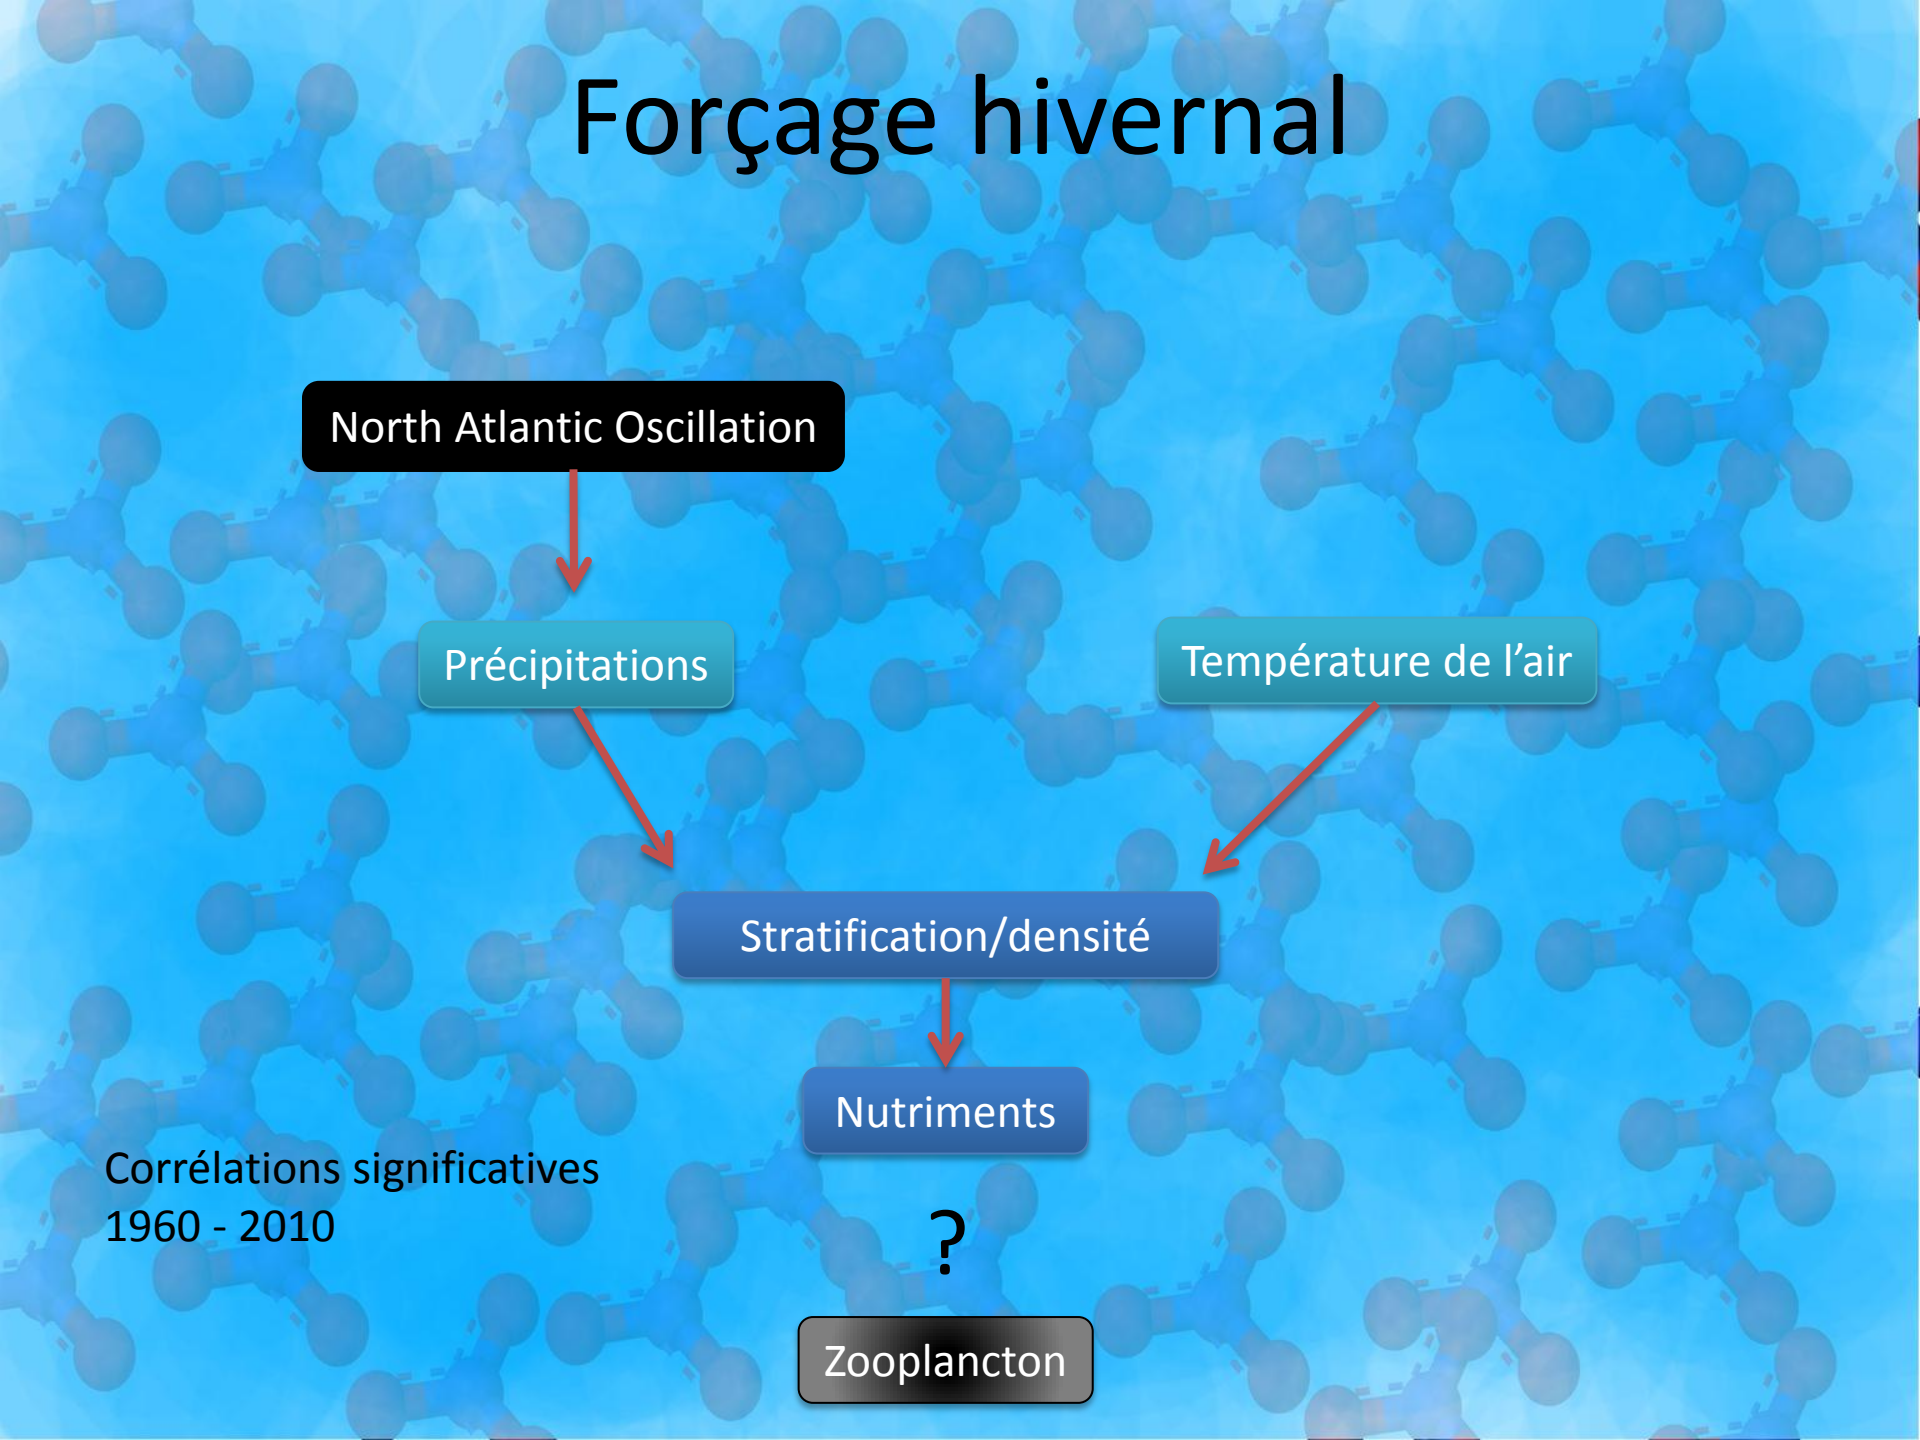 Forçage hivernal
North Atlantic Oscillation
Précipitations
Température de l’air
Stratification/densité
Nutriments
Corrélations significatives
1960 - 2010
?
Zooplancton